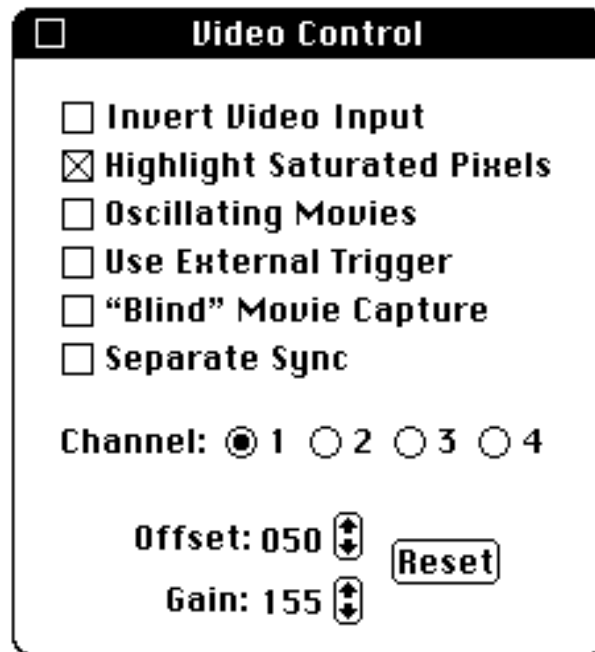 Video Control
Invert Video Input
Highlight Saturated Pixels
Oscillating Movies
Use External Trigger
“Blind” Movie Capture
Separate Sync
Channel: 1 2 3 4
Offset: 050
Reset
Gain: 155